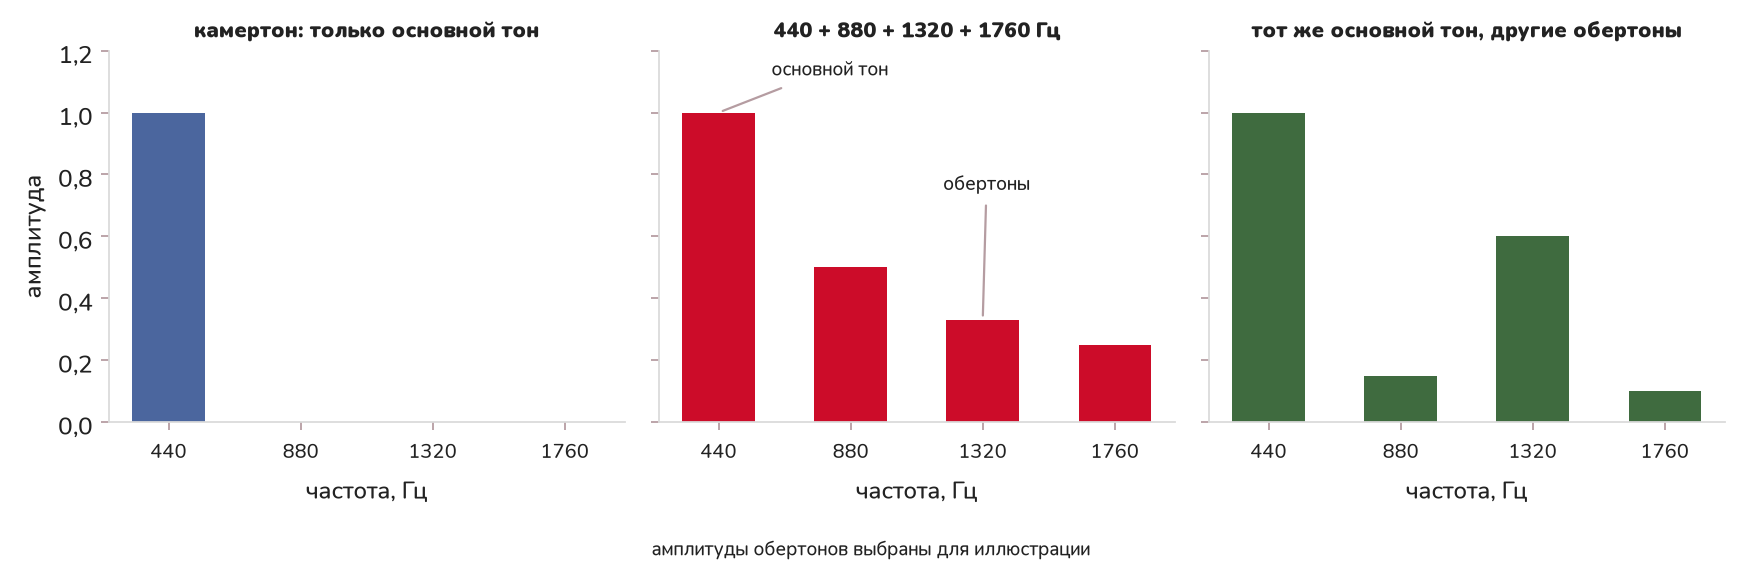 камертон: только основной тон
440 + 880 + 1320 + 1760 Гц
тот же основной тон, другие обертоны
амплитуда
1,2
1,0
0,8
0,6
0,4
0,2
0,0
основной тон
обертоны
440 880 1320 1760
440 880 1320 1760
440 880 1320 1760
частота, Гц
частота, Гц
частота, Гц
амплитуды обертонов выбраны для иллюстрации